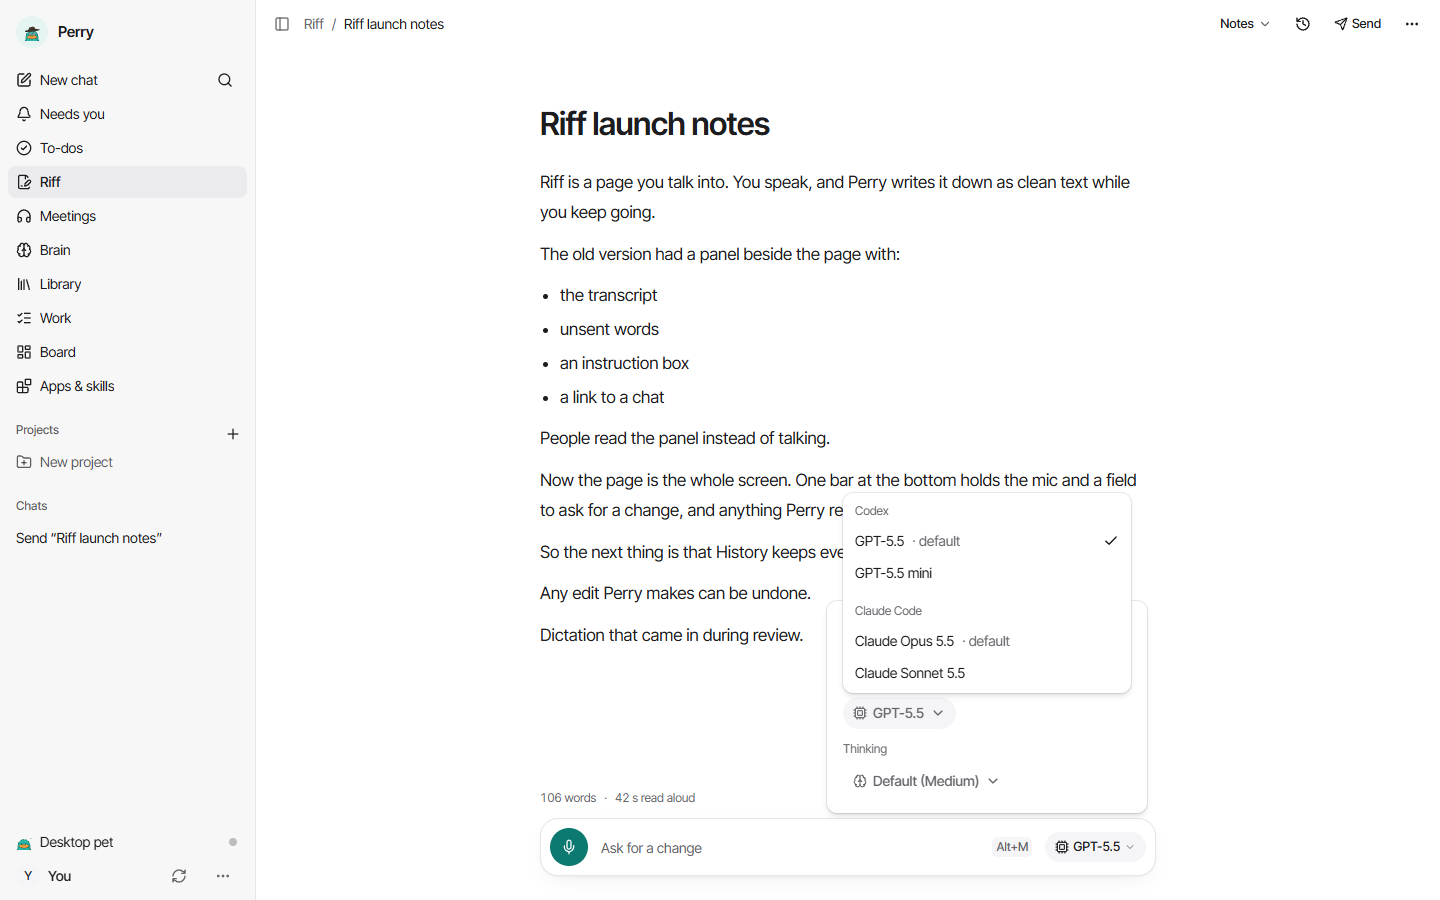 Perry
New chat
Needs you
To-dos
Riff
Meetings
Brain
Library
Work
Board
Apps & skills
Projects
New project
Chats
Send “Riff launch notes”
Desktop pet
Y You
Riff / Riff launch notes
Notes
Send
Riff launch notes
Riff is a page you talk into. You speak, and Perry writes it down as clean text while
you keep going.
The old version had a panel beside the page with:
• the transcript
• unsent words
• an instruction box
• a link to a chat
People read the panel instead of talking.
Now the page is the whole screen. One bar at the bottom holds the mic and a field
to ask for a change, and anything Perry re
So the next thing is that History keeps eve
Any edit Perry makes can be undone.
Dictation that came in during review.
Codex
GPT-5.5 · default
GPT-5.5 mini
Claude Code
Claude Opus 5.5 · default
Claude Sonnet 5.5
GPT-5.5
Thinking
Default (Medium)
106 words · 42 s read aloud
Ask for a change
Alt+M
GPT-5.5